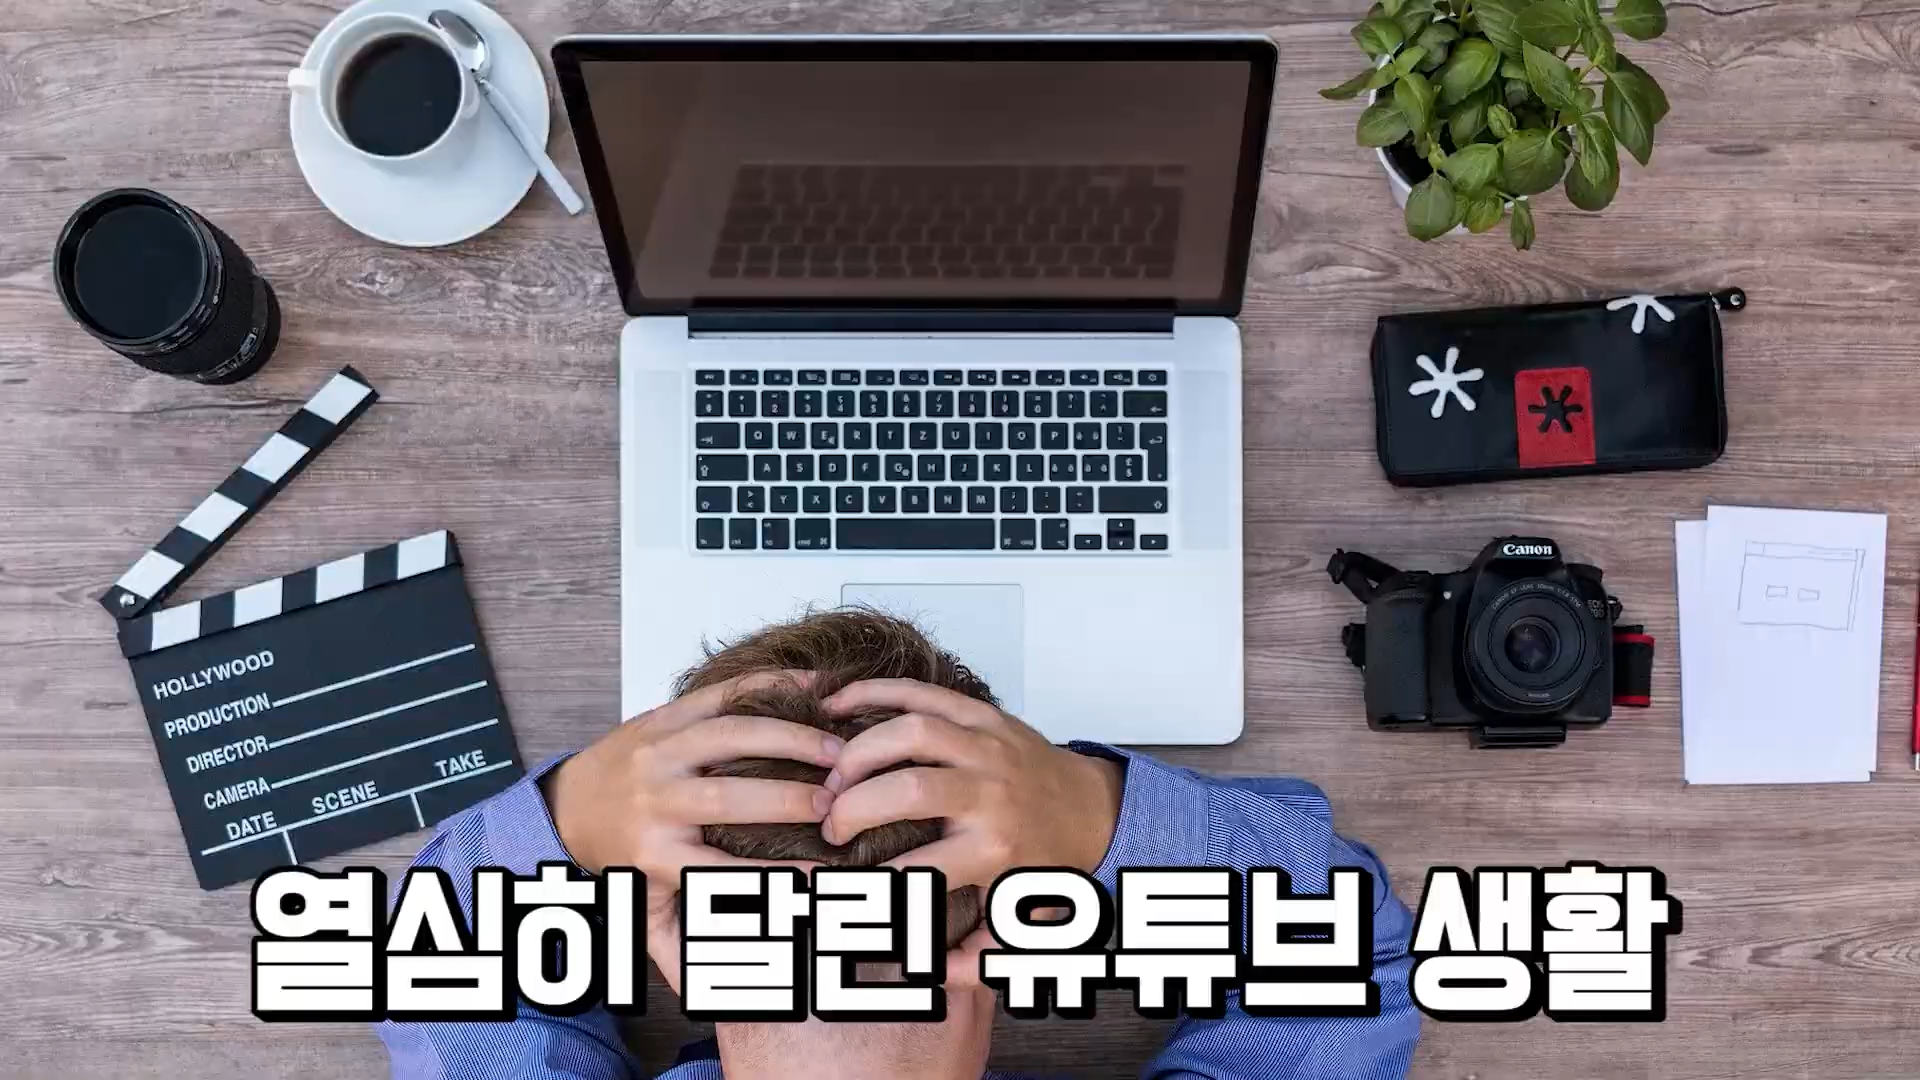 Canon
HOLLYWOOD
PRODUCTION
DIRECTOR
CAMERA
DATE SCENE TAKE
열심히 달린 유튜브 생활